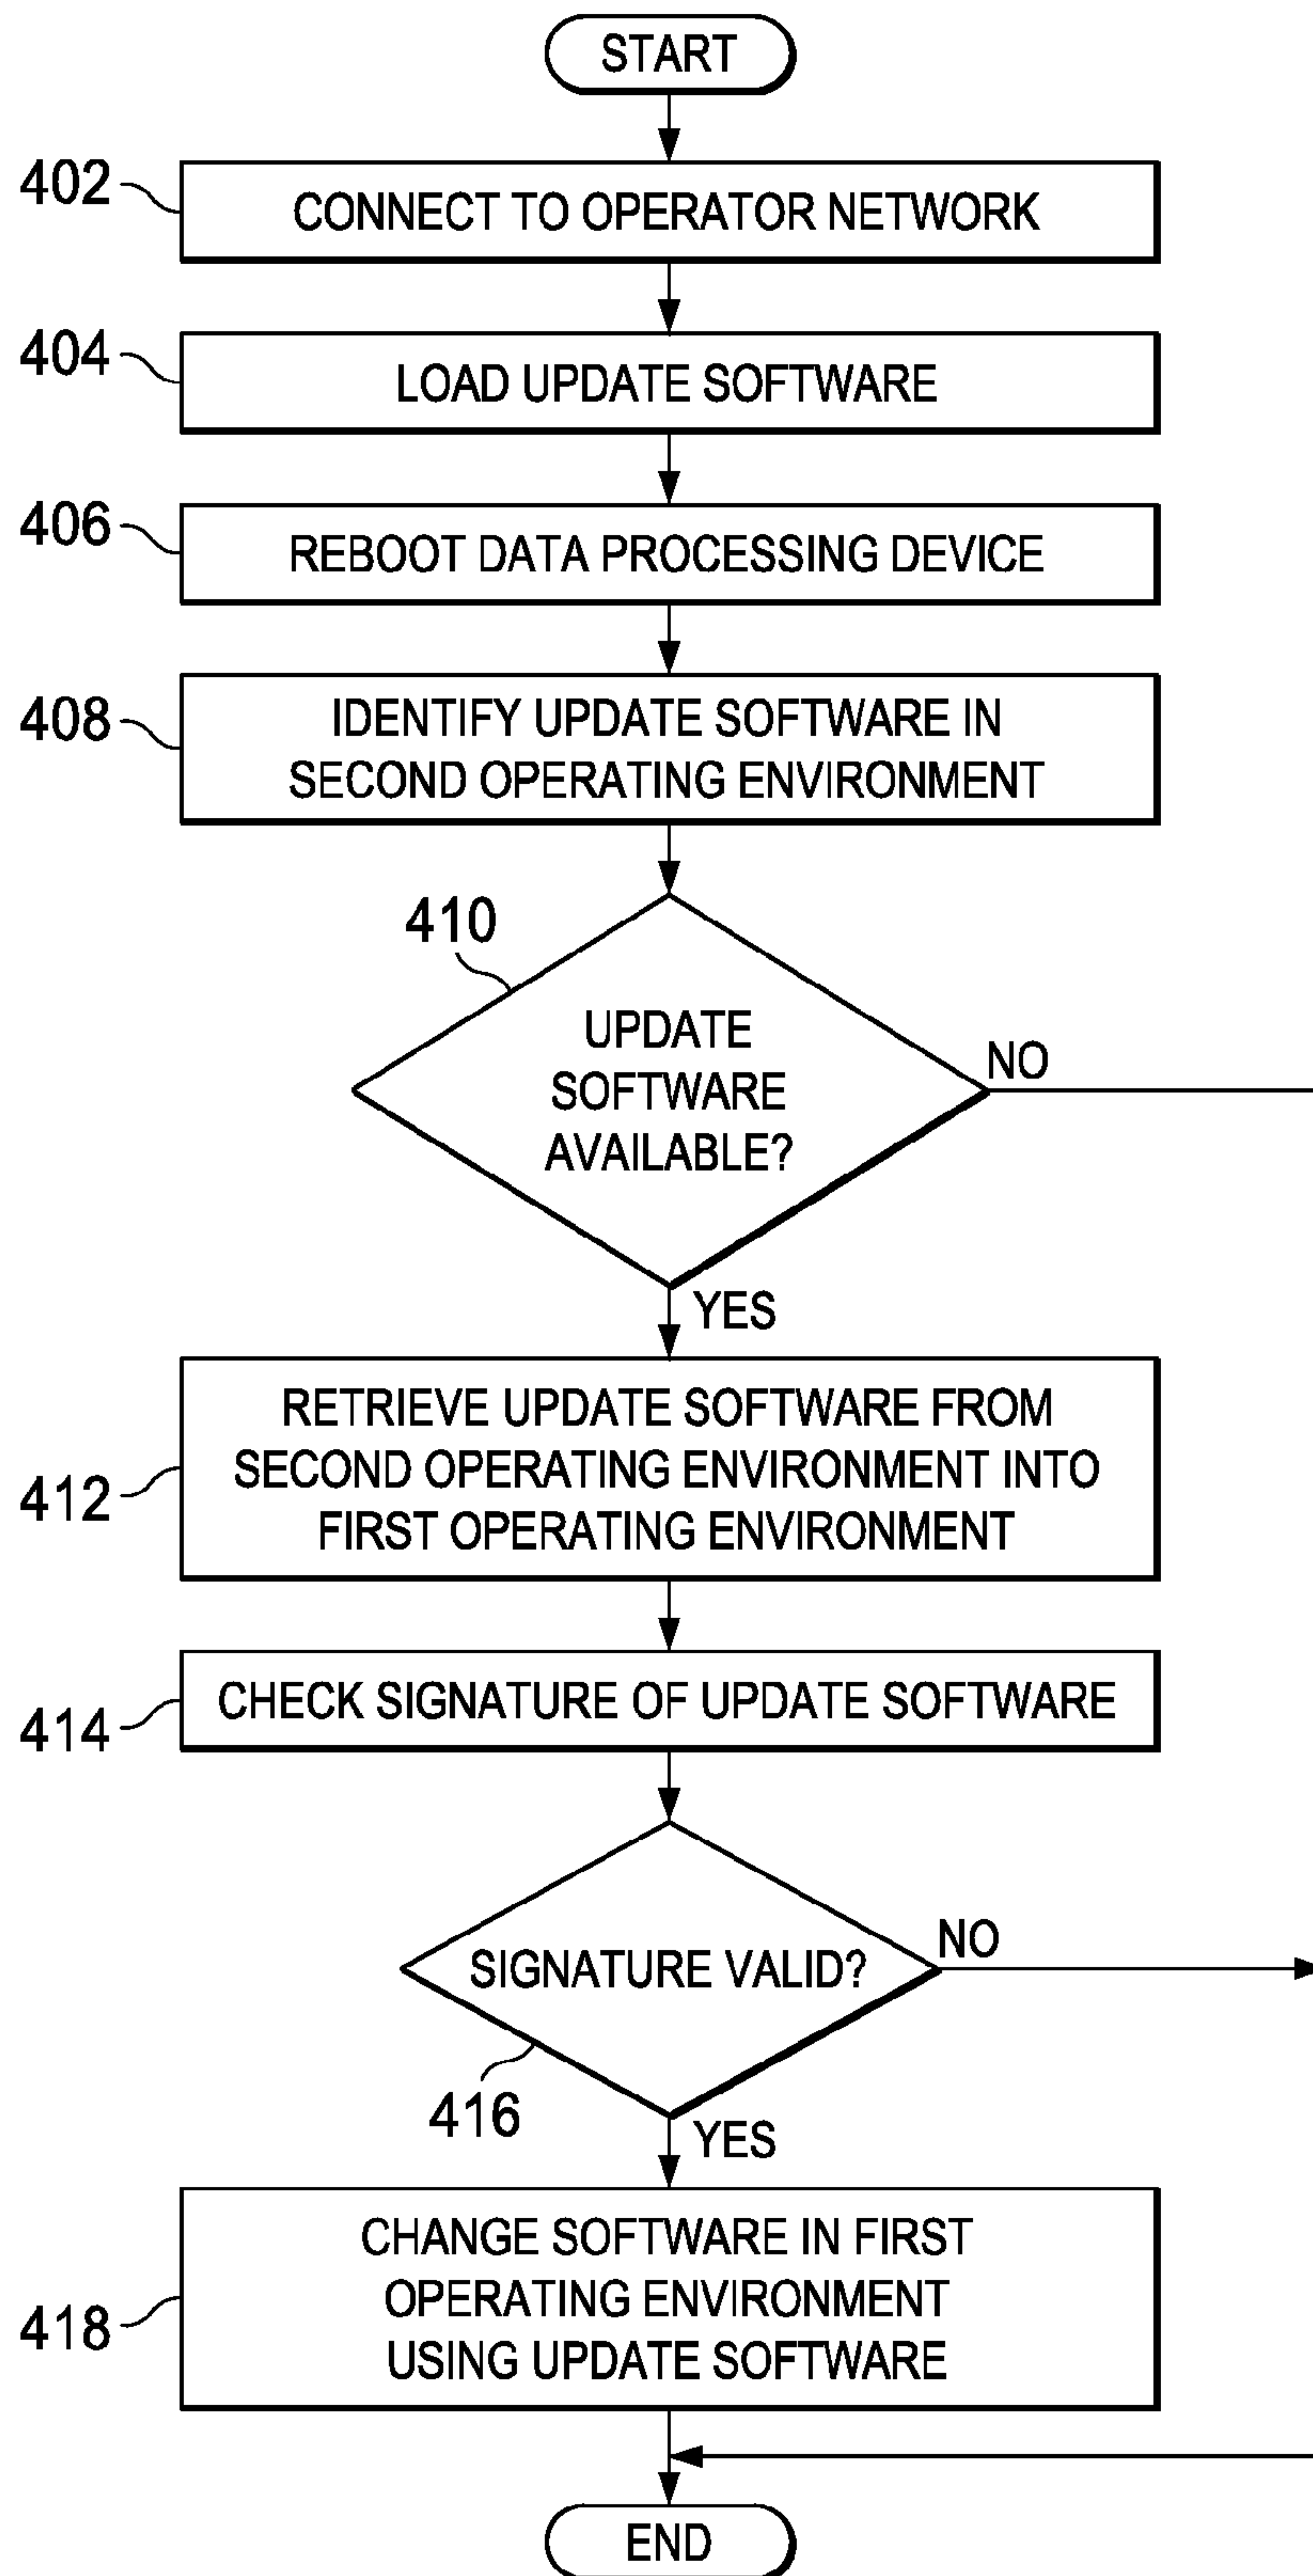 START
402
CONNECT TO OPERATOR NETWORK
404
LOAD UPDATE SOFTWARE
406
REBOOT DATA PROCESSING DEVICE
408
IDENTIFY UPDATE SOFTWARE IN
SECOND OPERATING ENVIRONMENT
410
UPDATE
SOFTWARE
AVAILABLE?
NO
YES
412
RETRIEVE UPDATE SOFTWARE FROM
SECOND OPERATING ENVIRONMENT INTO
FIRST OPERATING ENVIRONMENT
414
CHECK SIGNATURE OF UPDATE SOFTWARE
SIGNATURE VALID?
NO
416
YES
418
CHANGE SOFTWARE IN FIRST
OPERATING ENVIRONMENT
USING UPDATE SOFTWARE
END